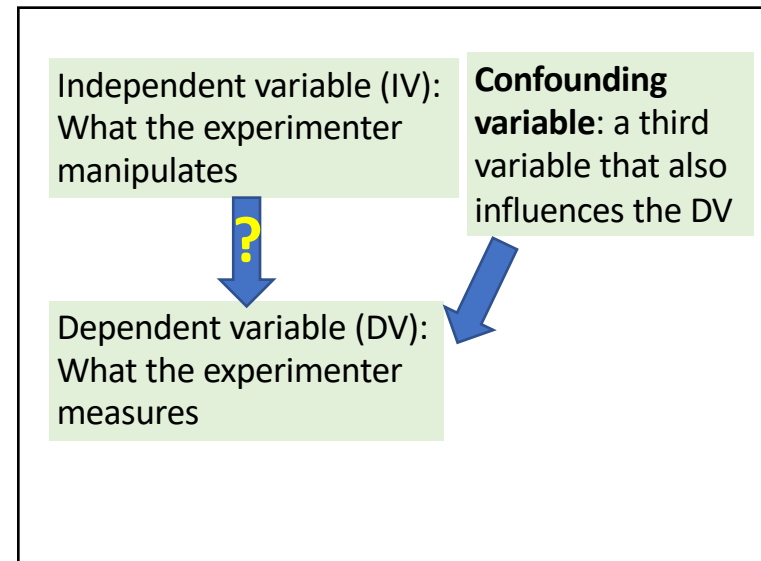 Independent variable (IV):
What the experimenter
manipulates
Confounding
variable: a third
variable that also
influences the DV
?
Dependent variable (DV):
What the experimenter
measures